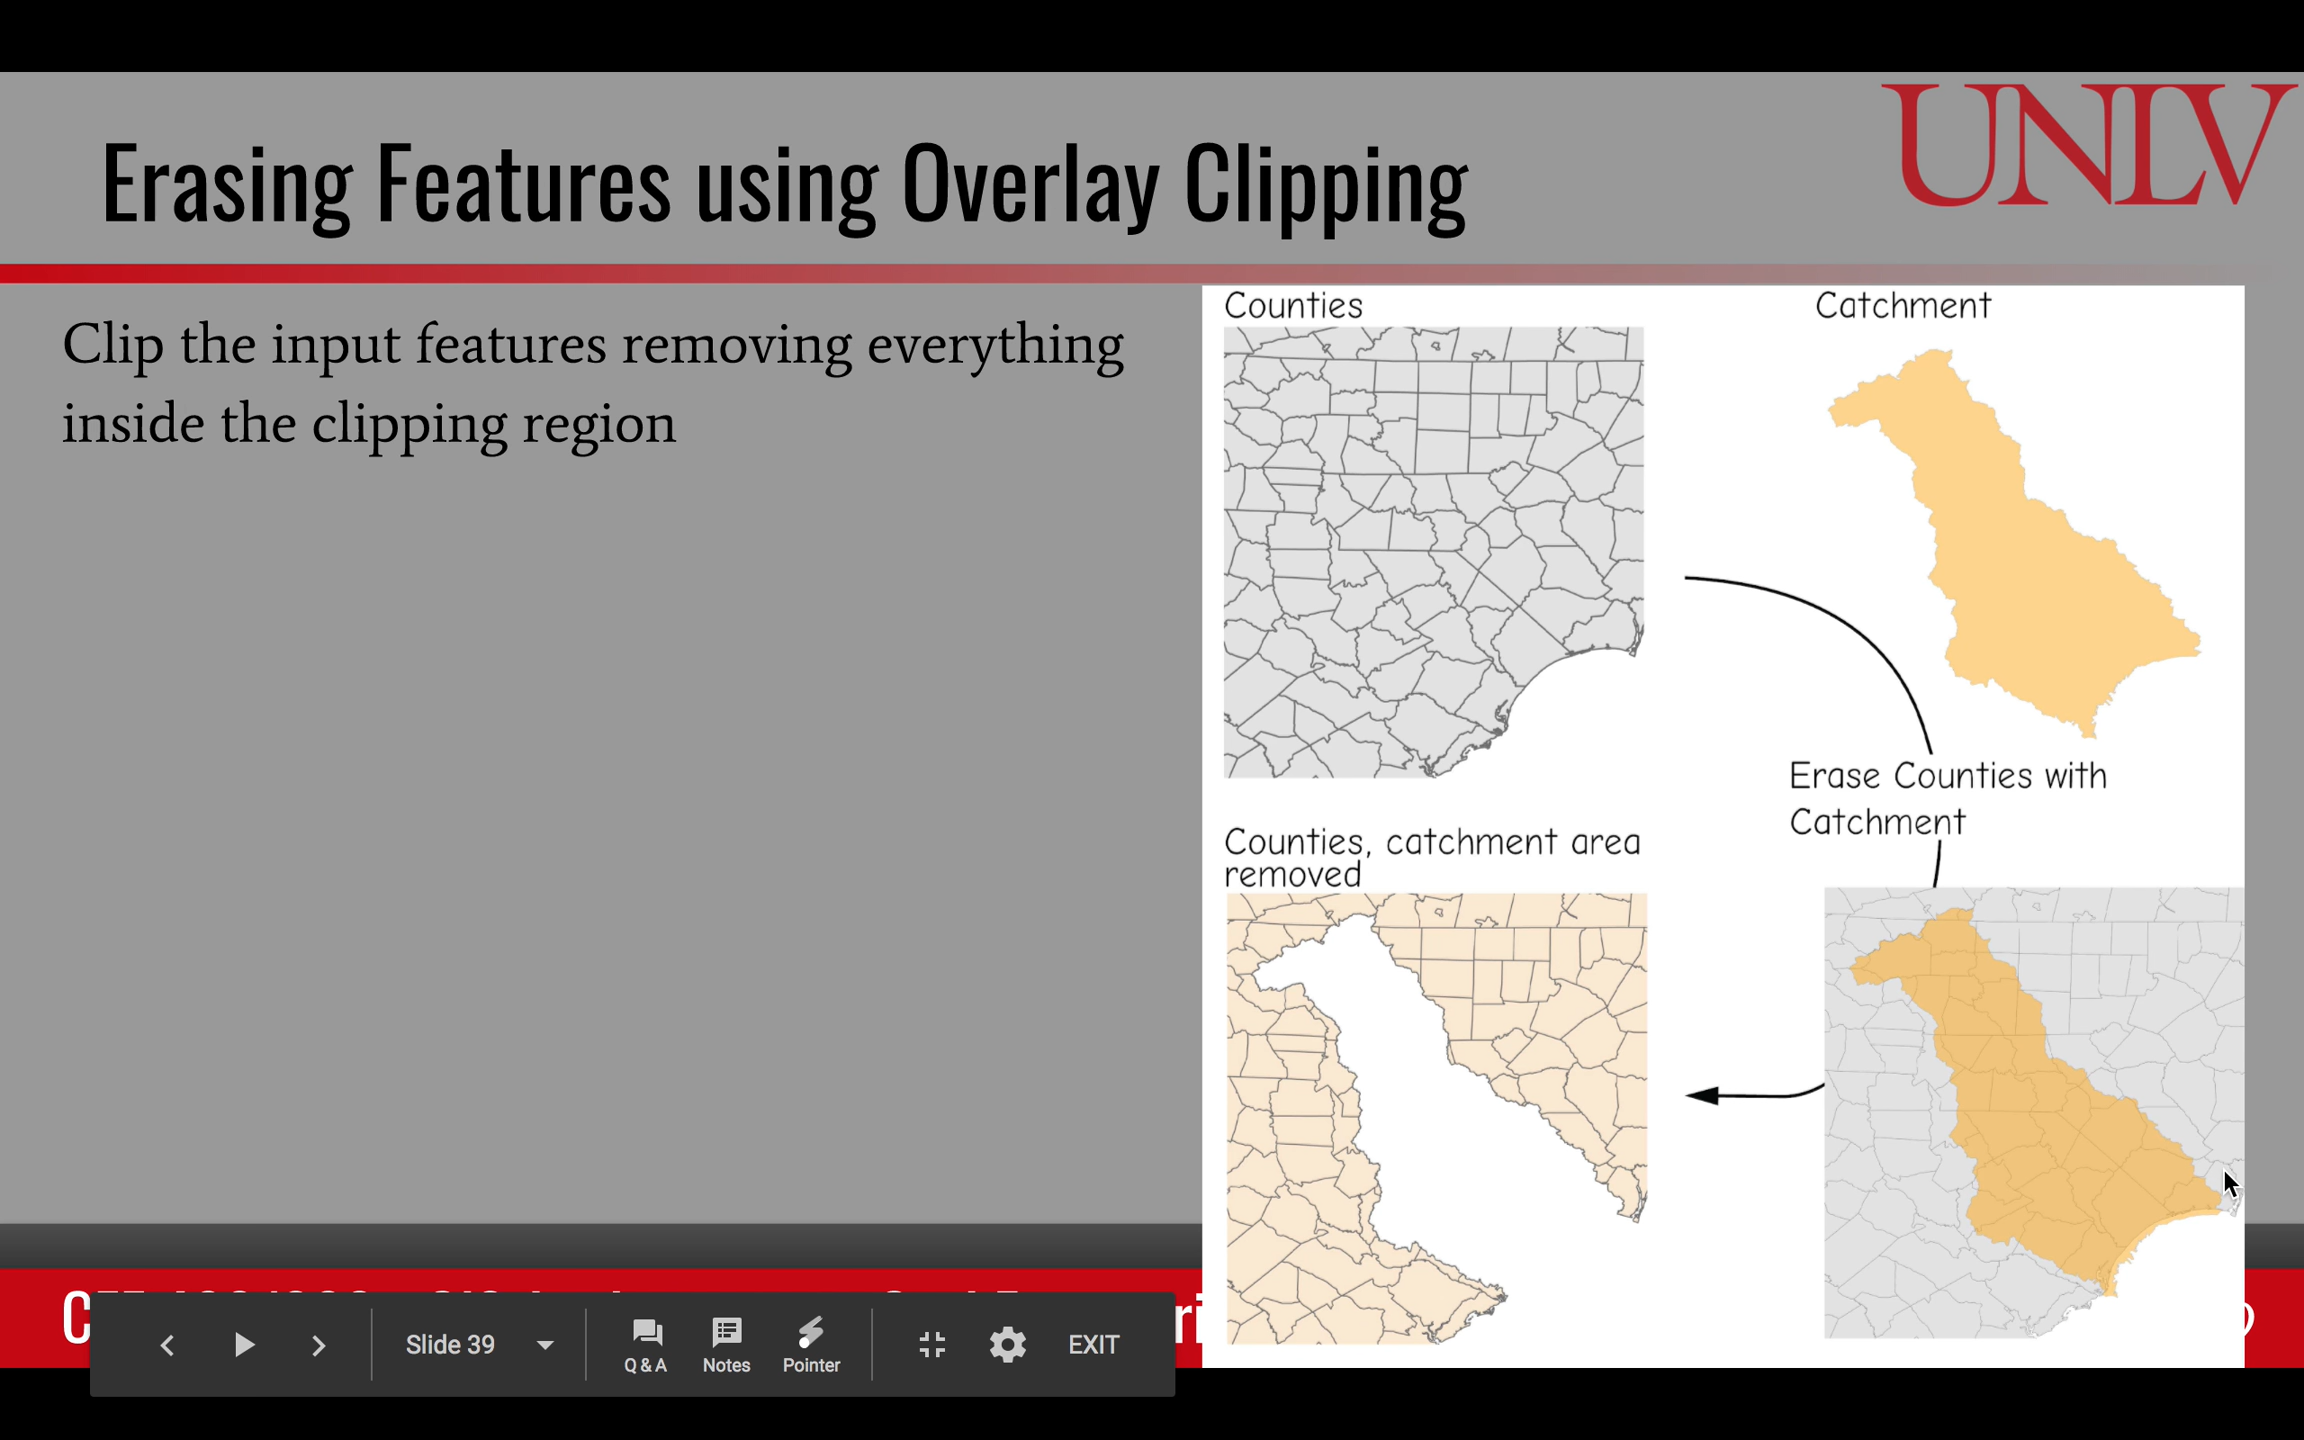 UNLV
Erasing Features using Overlay Clipping
Clip the input features removing everything
inside the clipping region
Counties
Catchment
Erase Counties with
Catchment
Counties, catchment area
removed
Slide 39
Q & A
Notes
Pointer
EXIT